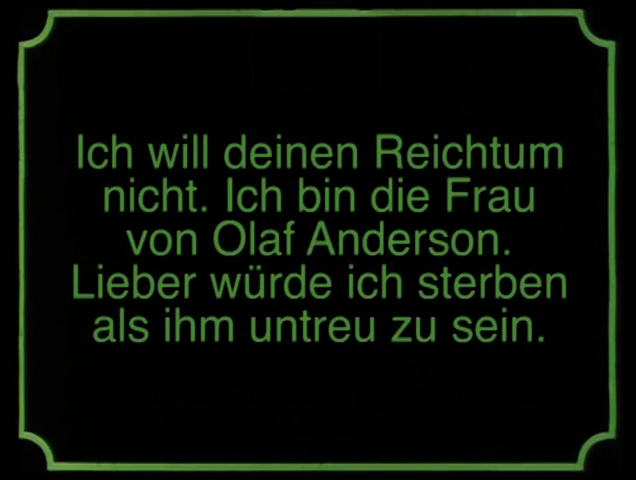 Ich will deinen Reichtum
nicht. Ich bin die Frau
von Olaf Anderson.
Lieber würde ich sterben
als ihm untreu zu sein.